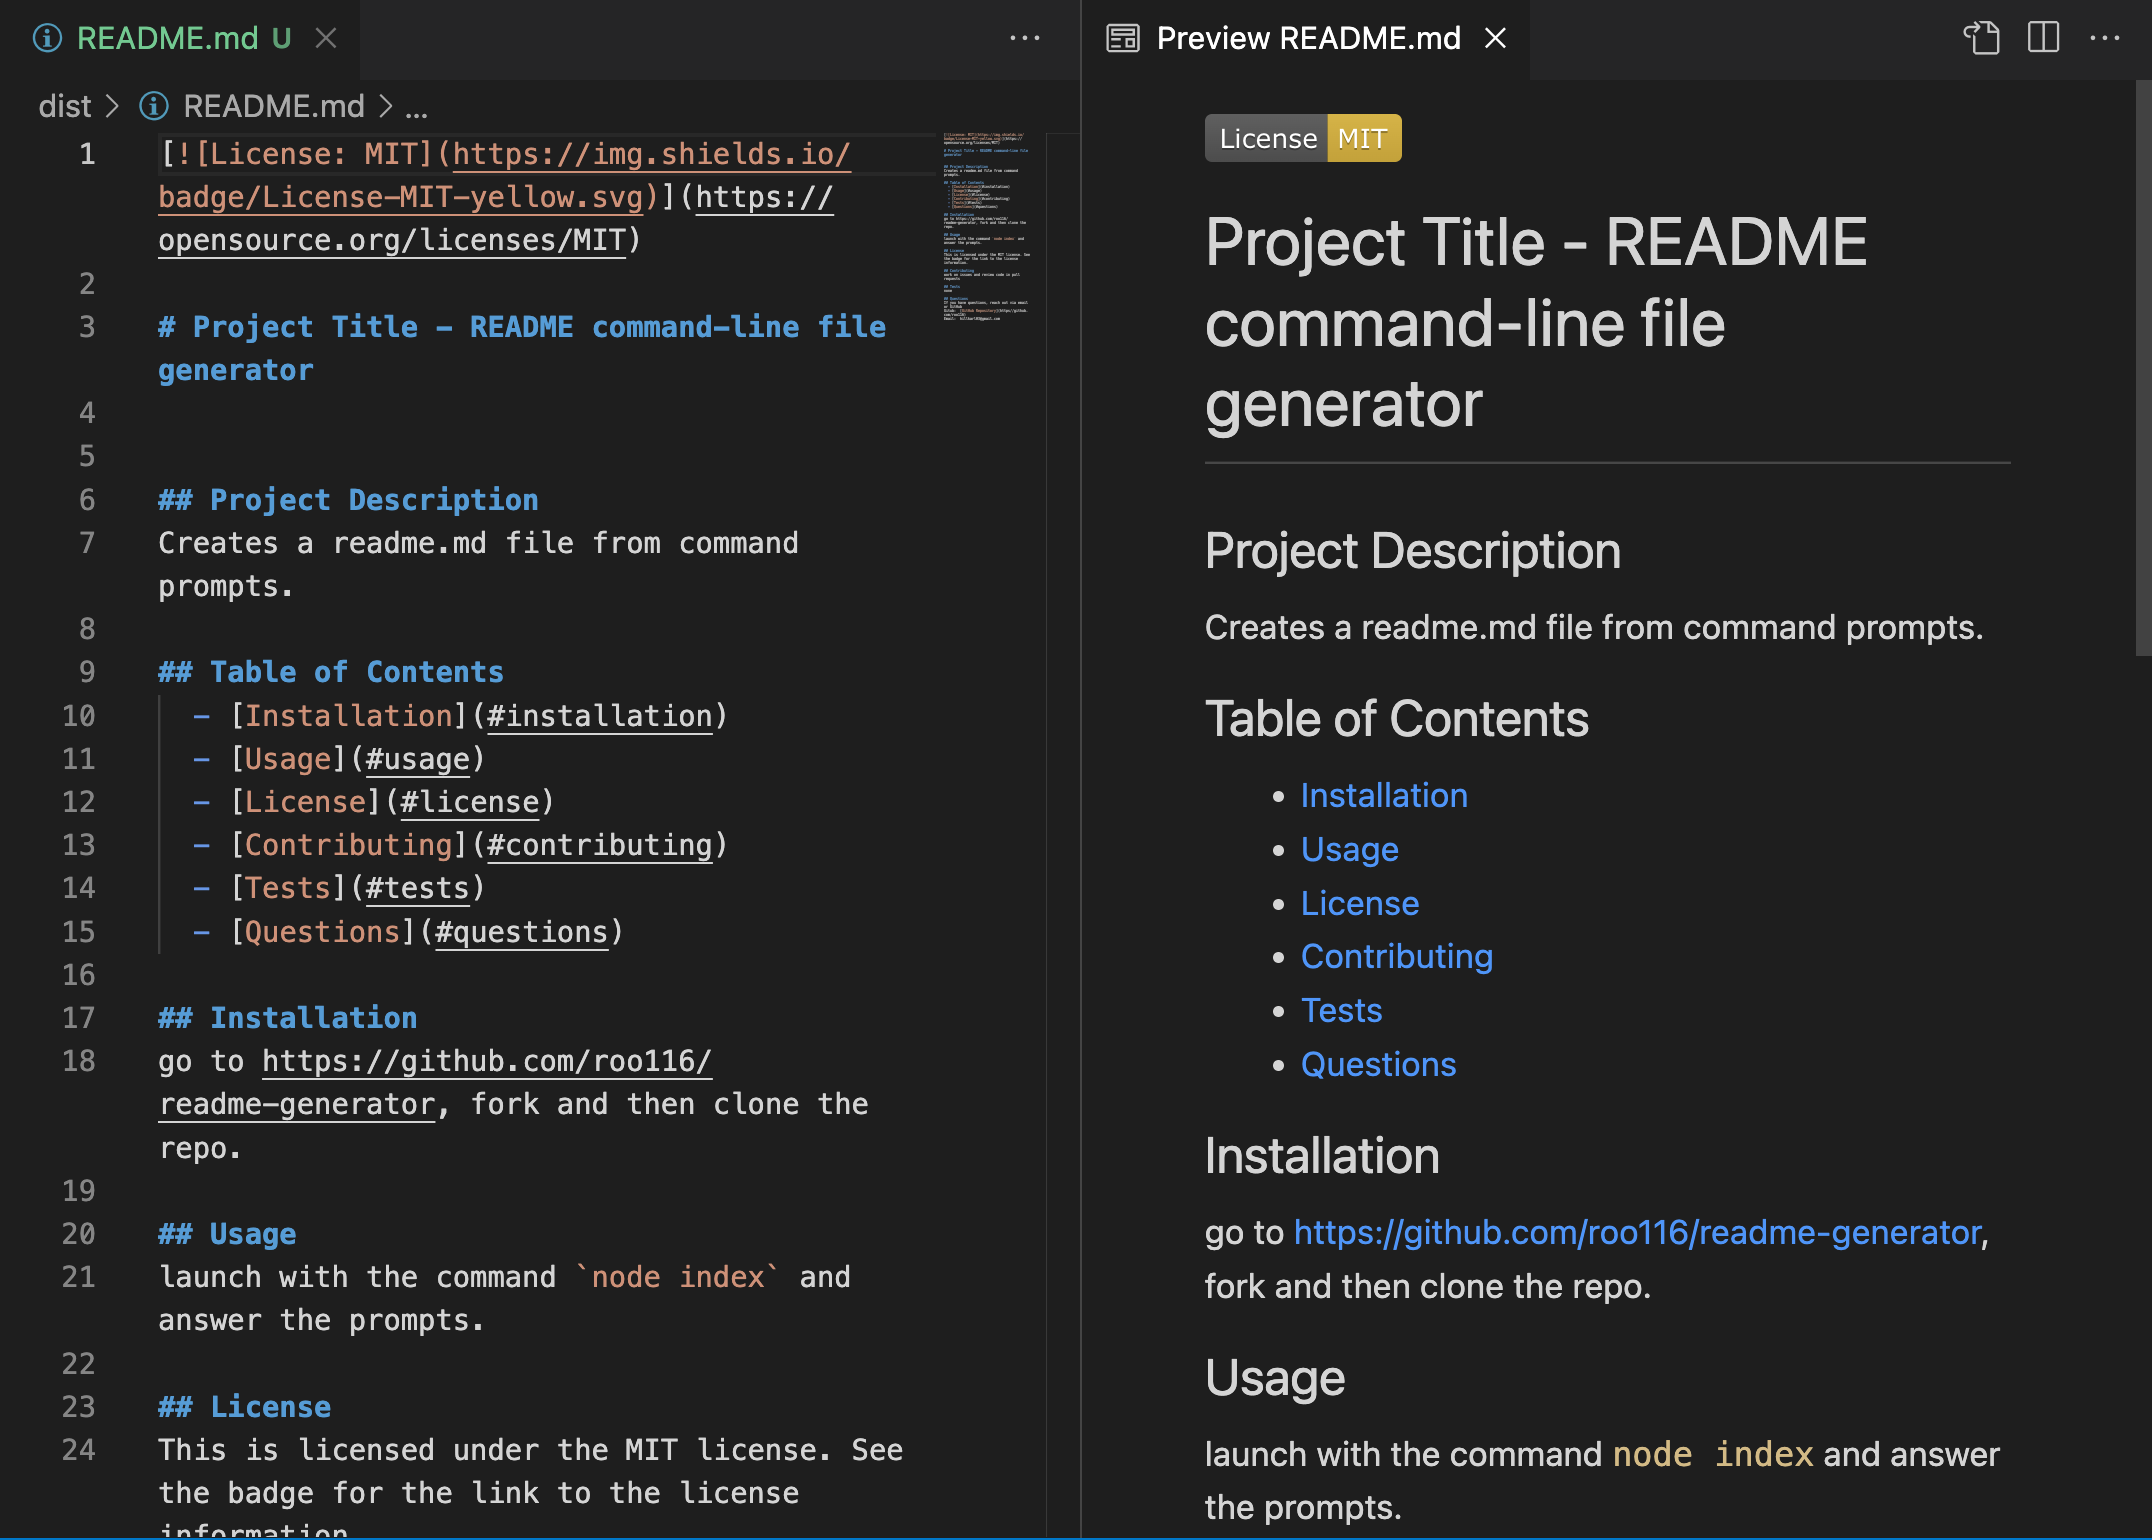 README.md U
dist > README.md > ...
1 [![License: MIT](https://img.shields.io/
badge/License-MIT-yellow.svg)](https://
opensource.org/licenses/MIT)
2
3 # Project Title - README command-line file
generator
4
5
6 ## Project Description
7 Creates a readme.md file from command
prompts.
8
9 ## Table of Contents
10 - [Installation](#installation)
11 - [Usage](#usage)
12 - [License](#license)
13 - [Contributing](#contributing)
14 - [Tests](#tests)
15 - [Questions](#questions)
16
17 ## Installation
18 go to https://github.com/roo116/
readme-generator, fork and then clone the
repo.
19
20 ## Usage
21 launch with the command `node index` and
answer the prompts.
22
23 ## License
24 This is licensed under the MIT license. See
the badge for the link to the license
information
Preview README.md
License MIT
Project Title - README
command-line file
generator
Project Description
Creates a readme.md file from command prompts.
Table of Contents
• Installation
• Usage
• License
• Contributing
• Tests
• Questions
Installation
go to https://github.com/roo116/readme-generator,
fork and then clone the repo.
Usage
launch with the command node index and answer
the prompts.